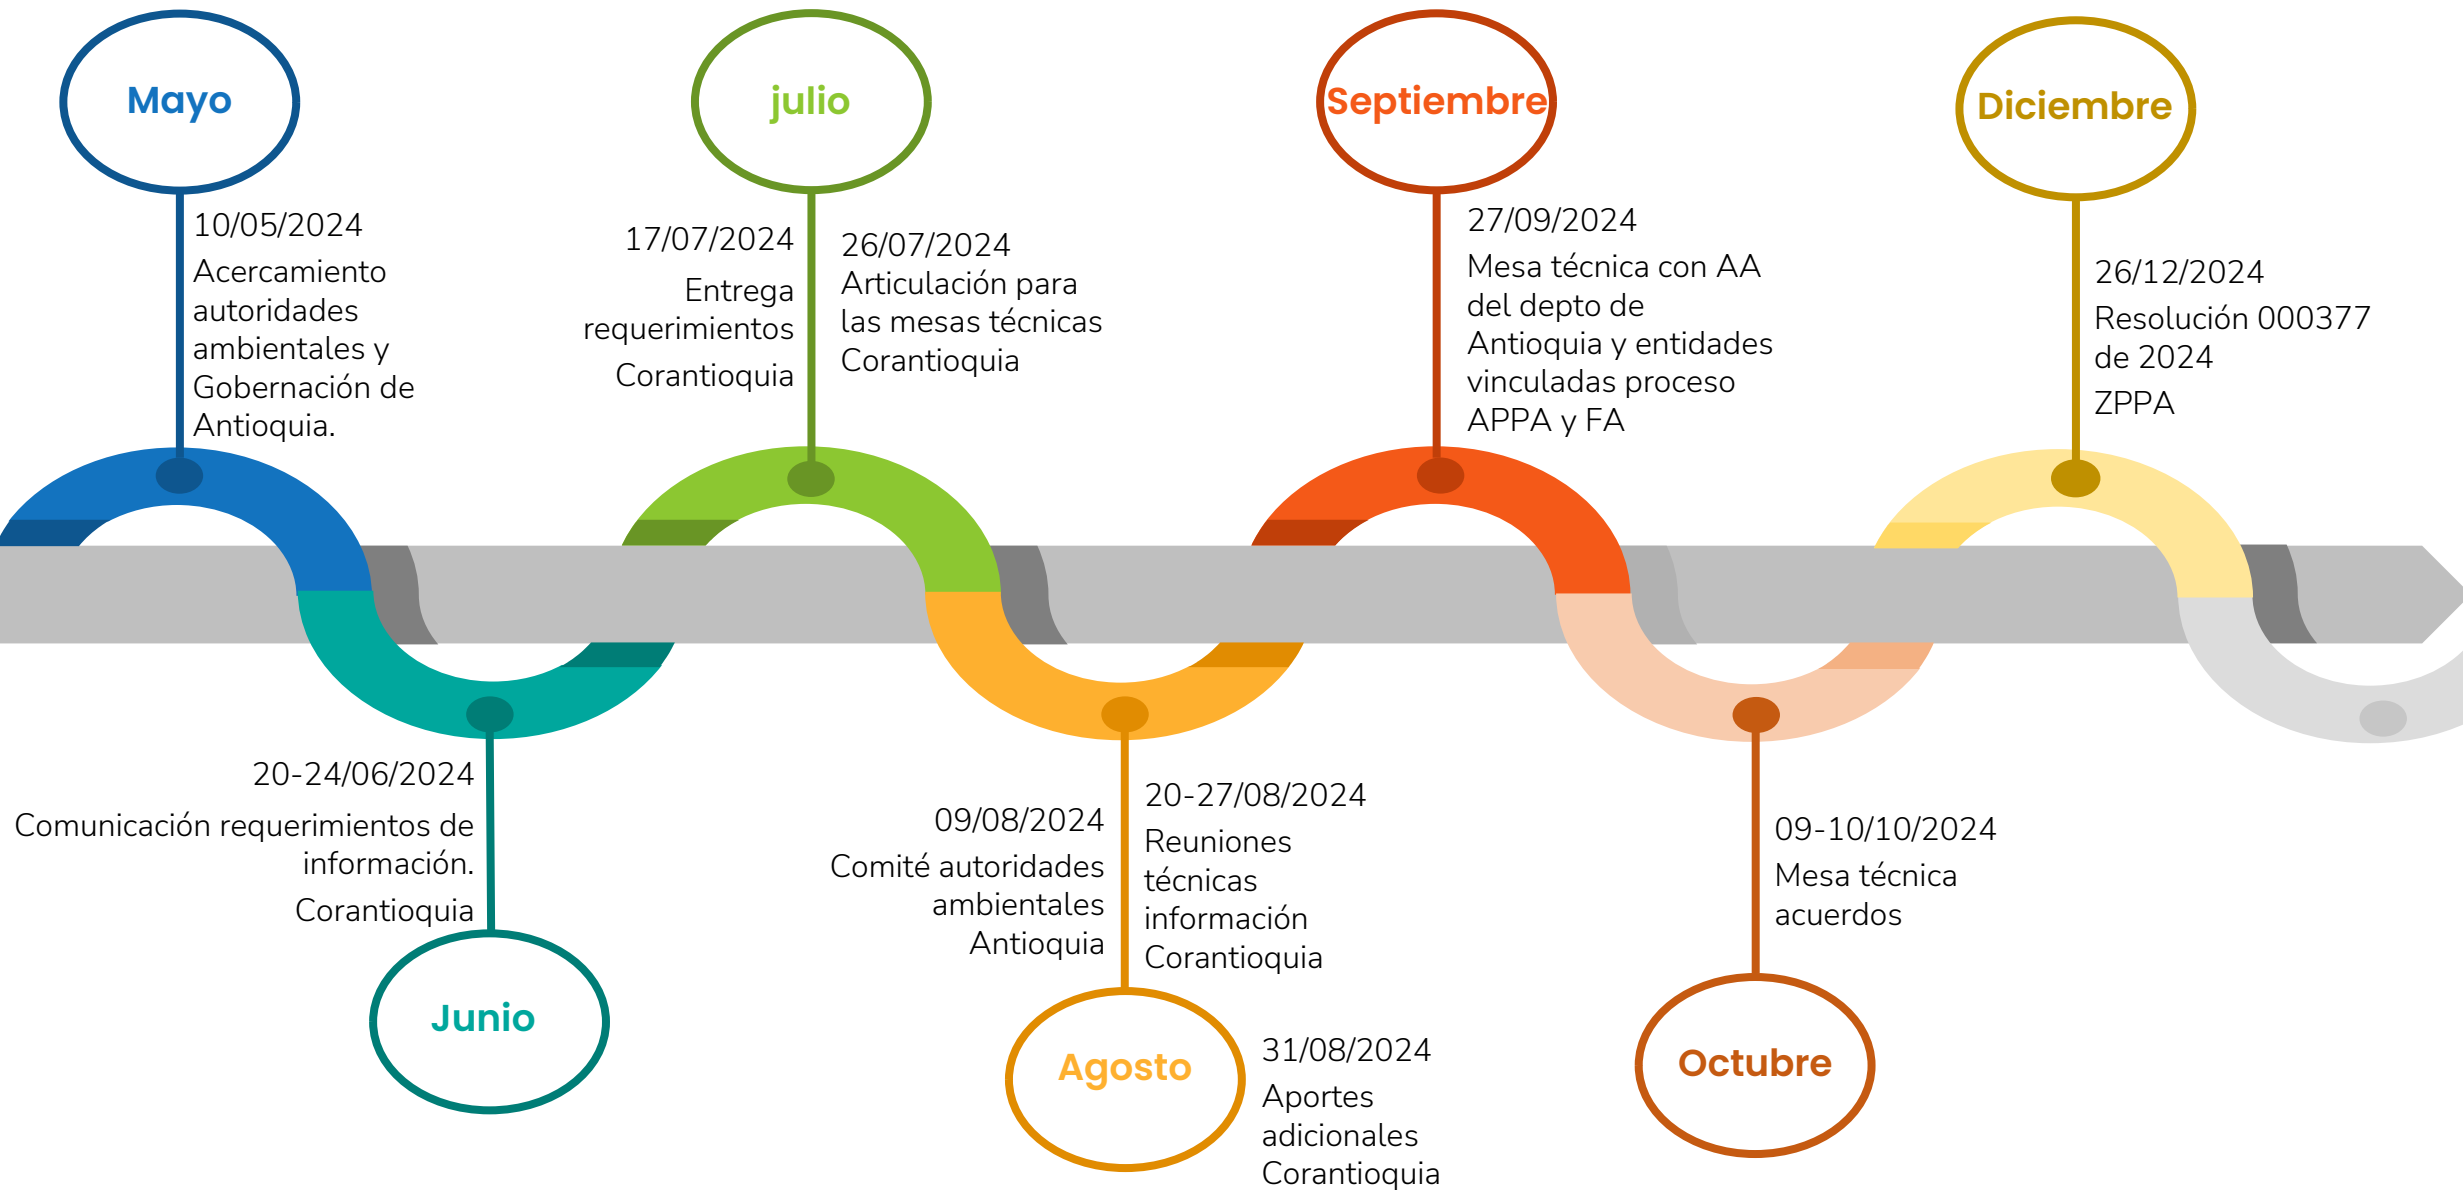 Mayo
10/05/2024
Acercamiento
autoridades
ambientales y
Gobernación de
Antioquia.
20-24/06/2024
Comunicación requerimientos de
información.
Corantioquia
Junio
julio
17/07/2024
Entrega
requerimientos
Corantioquia
26/07/2024
Articulación para
las mesas técnicas
Corantioquia
09/08/2024
Comité autoridades
ambientales
Antioquia
20-27/08/2024
Reuniones
técnicas
información
Corantioquia
Agosto
31/08/2024
Aportes
adicionales
Corantioquia
Septiembre
27/09/2024
Mesa técnica con AA
del depto de
Antioquia y entidades
vinculadas proceso
APPA y FA
09-10/10/2024
Mesa técnica
acuerdos
Octubre
Diciembre
26/12/2024
Resolución 000377
de 2024
ZPPA